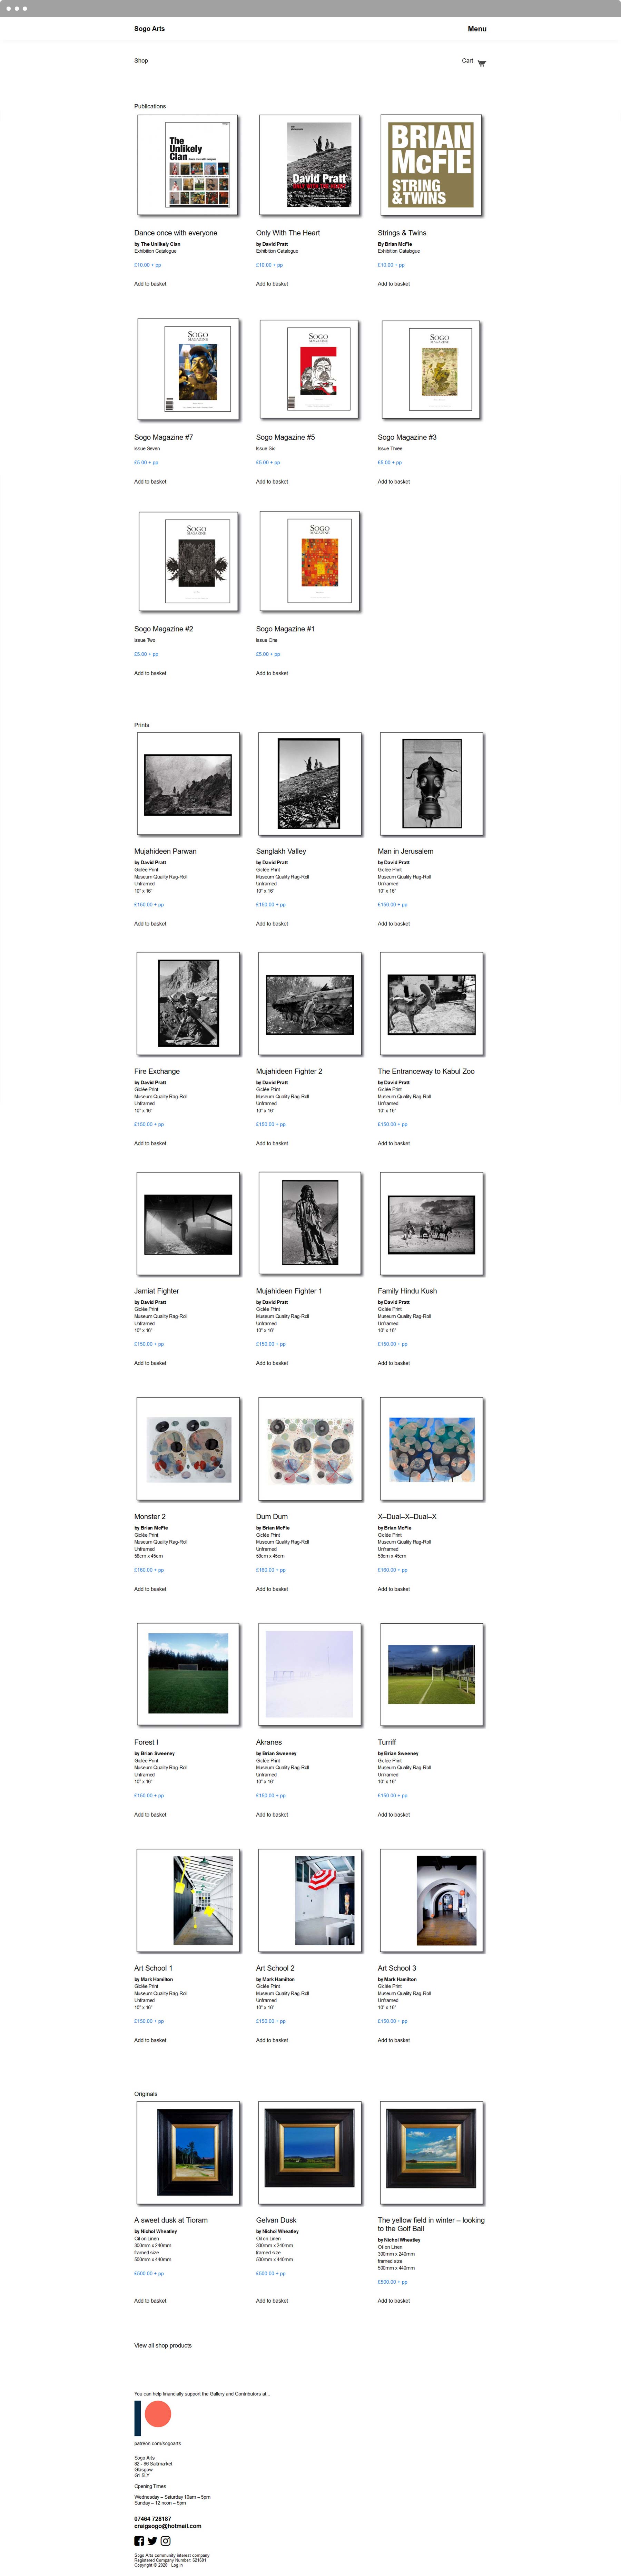 Sogo Arts
Menu
Shop
Cart
Publications
The
Unlikely
Clan
Dance once with everyone
David Pratt
BRIAN
McFIE
STRING
&TWINS
Dance once with everyone
by The Unlikely Clan
Exhibition Catalogue
£10.00 + pp
Add to basket
Only With The Heart
by David Pratt
Exhibition Catalogue
£10.00 + pp
Add to basket
Strings & Twins
By Brian McFie
Exhibition Catalogue
£10.00 + pp
Add to basket
SOGO
MAGAZINE
SOGO
MAGAZINE
SOGO
MAGAZINE
Sogo Magazine #7
Issue Seven
£5.00 + pp
Add to basket
Sogo Magazine #5
Issue Six
£5.00 + pp
Add to basket
Sogo Magazine #3
Issue Three
£5.00 + pp
Add to basket
SOGO
MAGAZINE
SOGO
MAGAZINE
Sogo Magazine #2
Issue Two
£5.00 + pp
Add to basket
Sogo Magazine #1
Issue One
£5.00 + pp
Add to basket
Prints
Mujahideen Parwan
by David Pratt
Giclée Print
Museum Quality Rag-Roll
Unframed
10" x 16"
£150.00 + pp
Add to basket
Sanglakh Valley
by David Pratt
Giclée Print
Museum Quality Rag-Roll
Unframed
10" x 16"
£150.00 + pp
Add to basket
Man in Jerusalem
by David Pratt
Giclée Print
Museum Quality Rag-Roll
Unframed
10" x 16"
£150.00 + pp
Add to basket
Fire Exchange
by David Pratt
Giclée Print
Museum Quality Rag-Roll
Unframed
10" x 16"
£150.00 + pp
Add to basket
Mujahideen Fighter 2
by David Pratt
Giclée Print
Museum Quality Rag-Roll
Unframed
10" x 16"
£150.00 + pp
Add to basket
The Entranceway to Kabul Zoo
by David Pratt
Giclée Print
Museum Quality Rag-Roll
Unframed
10" x 16"
£150.00 + pp
Add to basket
Jamiat Fighter
by David Pratt
Giclée Print
Museum Quality Rag-Roll
Unframed
10" x 16"
£150.00 + pp
Add to basket
Mujahideen Fighter 1
by David Pratt
Giclée Print
Museum Quality Rag-Roll
Unframed
10" x 16"
£150.00 + pp
Add to basket
Family Hindu Kush
by David Pratt
Giclée Print
Museum Quality Rag-Roll
Unframed
10" x 16"
£150.00 + pp
Add to basket
Monster 2
by Brian McFie
Giclée Print
Museum Quality Rag-Roll
Unframed
58cm x 45cm
£160.00 + pp
Add to basket
Dum Dum
by Brian McFie
Giclée Print
Museum Quality Rag-Roll
Unframed
58cm x 45cm
£160.00 + pp
Add to basket
X–Dual–X–Dual–X
by Brian McFie
Giclée Print
Museum Quality Rag-Roll
Unframed
58cm x 45cm
£160.00 + pp
Add to basket
Forest I
by Brian Sweeney
Giclée Print
Museum Quality Rag-Roll
Unframed
10" x 16"
£150.00 + pp
Add to basket
Akranes
by Brian Sweeney
Giclée Print
Museum Quality Rag-Roll
Unframed
10" x 16"
£150.00 + pp
Add to basket
Turriff
by Brian Sweeney
Giclée Print
Museum Quality Rag-Roll
Unframed
10" x 16"
£150.00 + pp
Add to basket
Art School 1
by Mark Hamilton
Giclée Print
Museum Quality Rag-Roll
Unframed
10" x 16"
£150.00 + pp
Add to basket
Art School 2
by Mark Hamilton
Giclée Print
Museum Quality Rag-Roll
Unframed
10" x 16"
£150.00 + pp
Add to basket
Art School 3
by Mark Hamilton
Giclée Print
Museum Quality Rag-Roll
Unframed
10" x 16"
£150.00 + pp
Add to basket
Originals
A sweet dusk at Tioram
by Nichol Wheatley
Oil on Linen
300mm x 240mm
framed size
500mm x 440mm
£500.00 + pp
Add to basket
Gelvan Dusk
by Nichol Wheatley
Oil on Linen
300mm x 240mm
framed size
500mm x 440mm
£500.00 + pp
Add to basket
The yellow field in winter – looking
to the Golf Ball
by Nichol Wheatley
Oil on Linen
300mm x 240mm
framed size
500mm x 440mm
£500.00 + pp
Add to basket
View all shop products
You can help financially support the Gallery and Contributors at...
patreon.com/sogoarts
Sogo Arts
82 - 86 Saltmarket
Glasgow
G1 5LY
Opening Times
Wednesday – Saturday 10am – 5pm
Sunday – 12 noon – 5pm
07464 728187
craigsogo@hotmail.com
Sogo Arts community interest company
Registered Company Number: 621691
Copyright © 2020 Log in